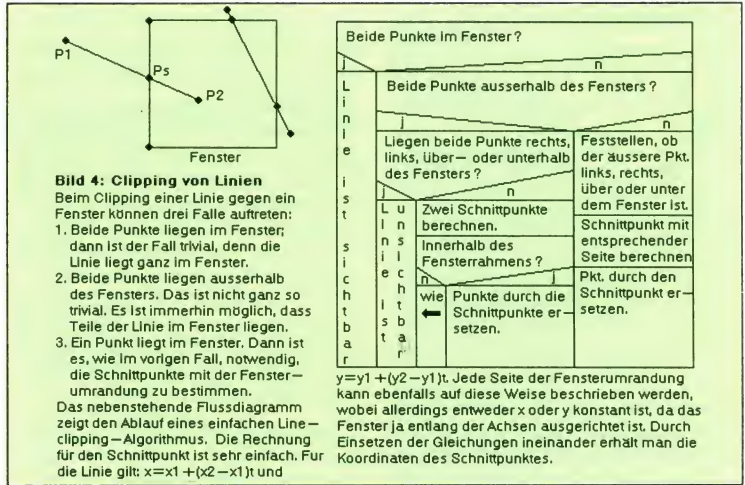 P1
Ps
P2
Fenster
Bild 4: Clipping von Linien
Beim Clipping einer Linie gegen ein
Fenster können drei Falle auftreten:
1. Beide Punkte liegen im Fenster;
dann ist der Fall trivial, denn die
Linie liegt ganz im Fenster.
2. Beide Punkte liegen ausserhalb
des Fensters. Das ist nicht ganz so
trivial. Es ist immerhin möglich, dass
Teile der Linie im Fenster liegen.
3. Ein Punkt liegt im Fenster. Dann ist
es, wie im vorigen Fall, notwendig,
die Schnittpunkte mit der Fenster—
umrandung zu bestimmen.
Das nebenstehende Flussdiagramm
zeigt den Ablauf eines einfachen Line—
clipping—Algorithmus. Die Rechnung
für den Schnittpunkt ist sehr einfach. Fur
die Linie gilt: x=x1 +(x2—x1)t und
Beide Punkte im Fenster?
j
n
Linie ist sichtbar
Beide Punkte ausserhalb des Fensters?
j
n
Liegen beide Punkte rechts,
links, über— oder unterhalb
des Fensters?
j
n
Linie ist
unsichtbar
Zwei Schnittpunkte
berechnen.
Innerhalb des
Fensterrahmens?
n
j
wie
←
Punkte durch die
Schnittpunkte er—
setzen.
Feststellen, ob
der äussere Pkt.
links, rechts,
über oder unter
dem Fenster ist.
Schnittpunkt mit
entsprechender
Seite berechnen
Pkt. durch den
Schnittpunkt er—
setzen.
y=y1 +(y2—y1)t. Jede Seite der Fensterumrandung
kann ebenfalls auf diese Weise beschrieben werden,
wobei allerdings entweder x oder y konstant ist, da das
Fenster ja entlang der Achsen ausgerichtet ist. Durch
Einsetzen der Gleichungen ineinander erhält man die
Koordinaten des Schnittpunktes.